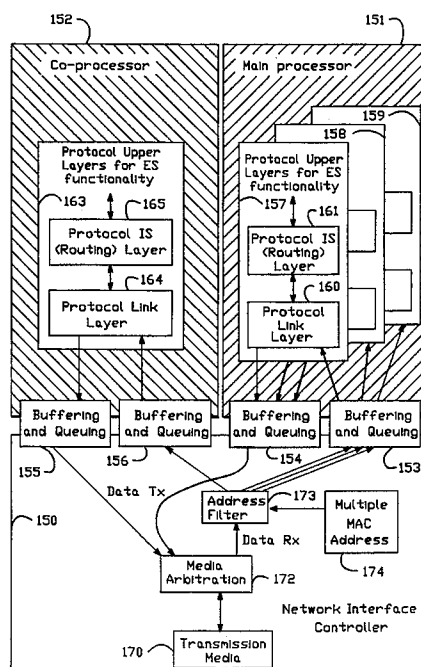 152
151
Co-processor
Main processor
159
158
Protocol Upper
Layers for ES
functionality
163
165
Protocol IS
(Routing) Layer
164
Protocol Link
Layer
Protocol Upper
Layers for ES
functionality
157
161
Protocol IS
(Routing)
Layer
160
Protocol
Link
Layer
Buffering
and Queuing
Buffering
and Queuing
Buffering
and Queuing
Buffering
and Queuing
155
156
154
153
150
Data Tx
Address
Filter
173
Data Rx
Multiple
MAC
Address
174
Media
Arbitration
172
Network Interface
Controller
170
Transmission
Media